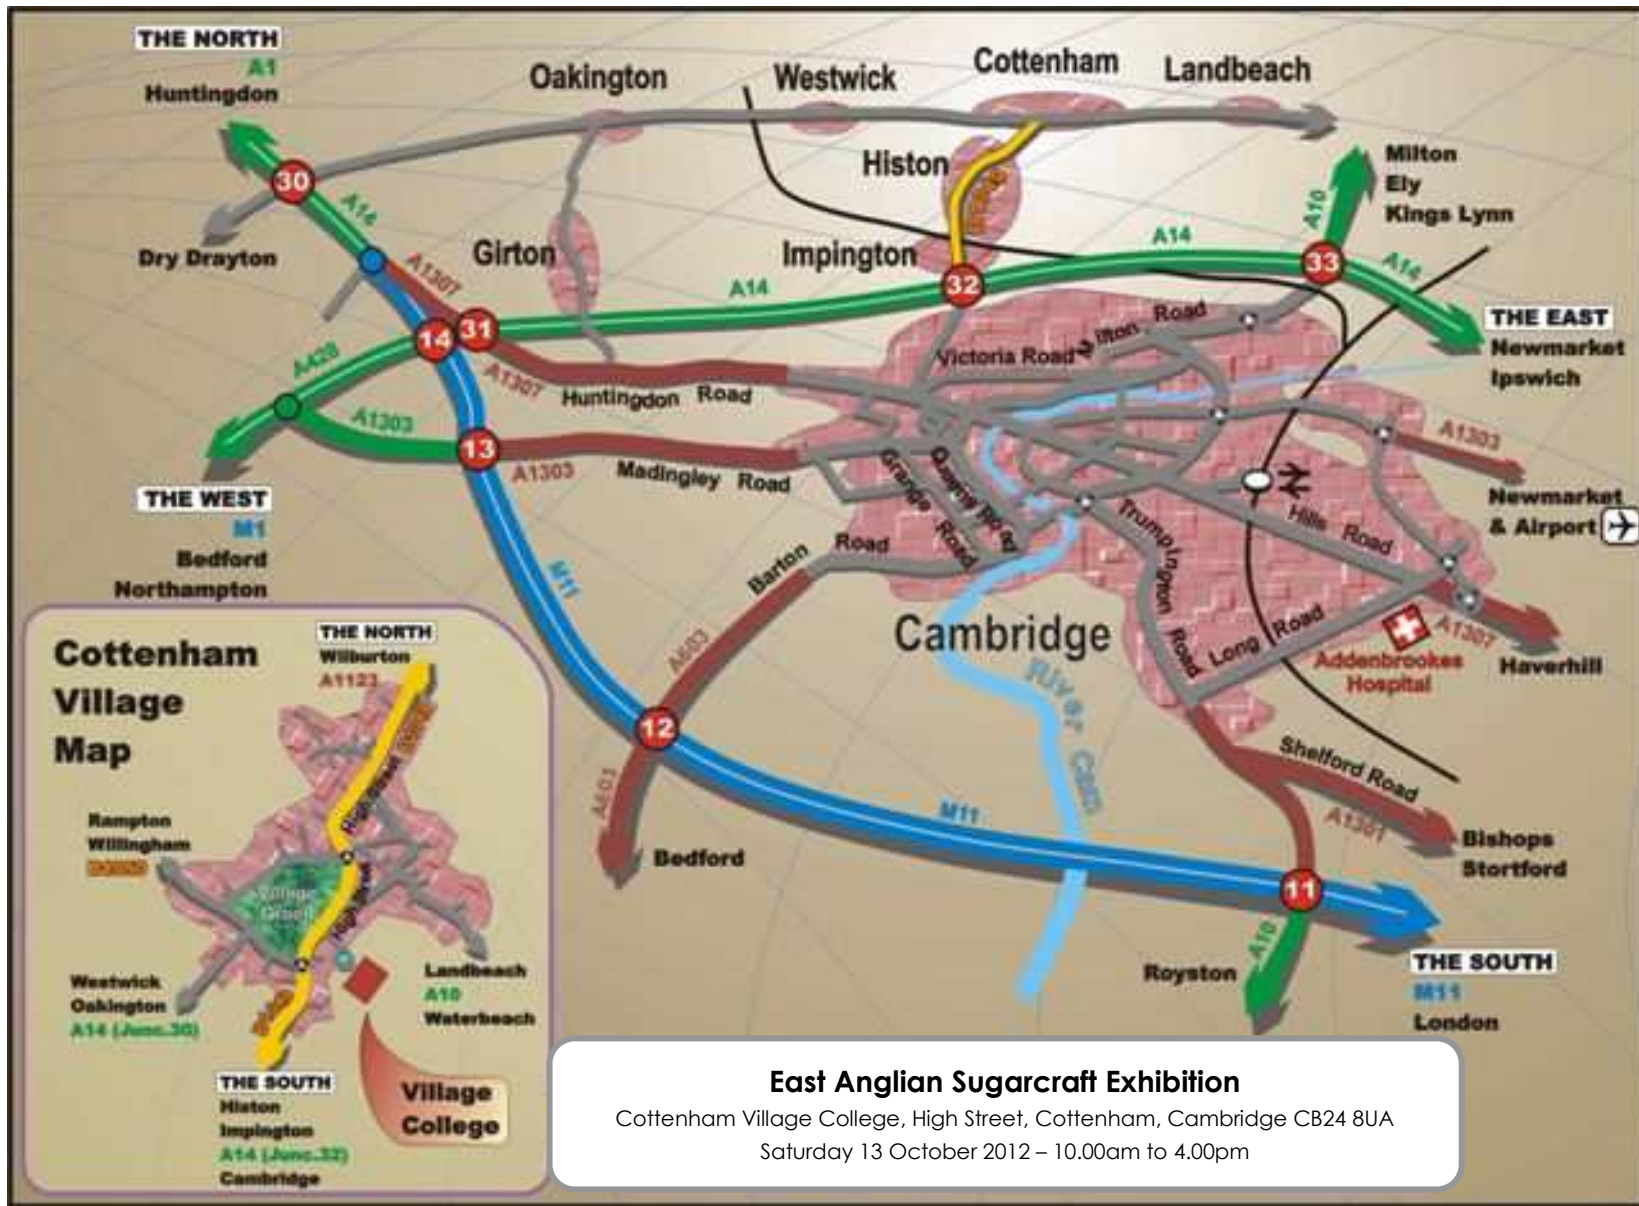 THE NORTH
A1
Huntingdon
Oakington
Westwick
Cottenham
Landbeach
30
A14
Dry Drayton
Girton
Histon
Impington
A14
32
A14
A10
33
Milton
Ely
Kings Lynn
A14
THE EAST
Newmarket
Ipswich
A1307
14
31
A428
A1303
A1307
Huntingdon Road
Victoria Road
Milton Road
THE WEST
M1
Bedford
Northampton
13
A1303
Madingley Road
Grange Road
Queens Road
Trumpington Road
Hills Road
A1303
Newmarket
& Airport
M11
Barton Road
A603
Cambridge
River Cam
Long Road
Addenbrookes
Hospital
A1307
Haverhill
12
A603
Bedford
M11
Shelford Road
A1301
Bishops
Stortford
11
A10
Royston
THE SOUTH
M11
London
Cottenham
Village
Map
THE NORTH
Wilburton
A1123
High Street
Rampton
Willingham
Village
Green
High Street
Westwick
Oakington
A14 (Junc.30)
Landbeach
A10
Waterbeach
THE SOUTH
Histon
Impington
A14 (Junc.32)
Cambridge
Village
College
East Anglian Sugarcraft Exhibition
Cottenham Village College, High Street, Cottenham, Cambridge CB24 8UA
Saturday 13 October 2012 – 10.00am to 4.00pm